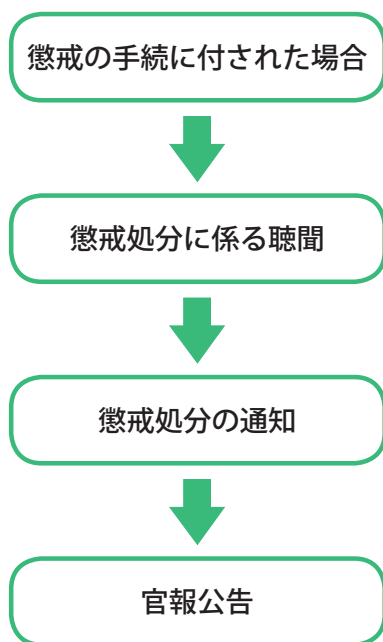 懲戒の手続に付された場合
懲戒処分に係る聴聞
懲戒処分の通知
官報公告